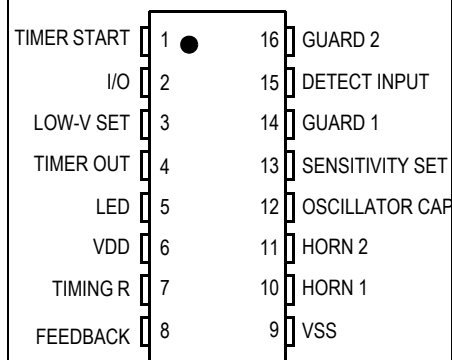 TIMER START 1 16 GUARD 2
I/O 2 15 DETECT INPUT
LOW-V SET 3 14 GUARD 1
TIMER OUT 4 13 SENSITIVITY SET
LED 5 12 OSCILLATOR CAP
VDD 6 11 HORN 2
TIMING R 7 10 HORN 1
FEEDBACK 8 9 VSS